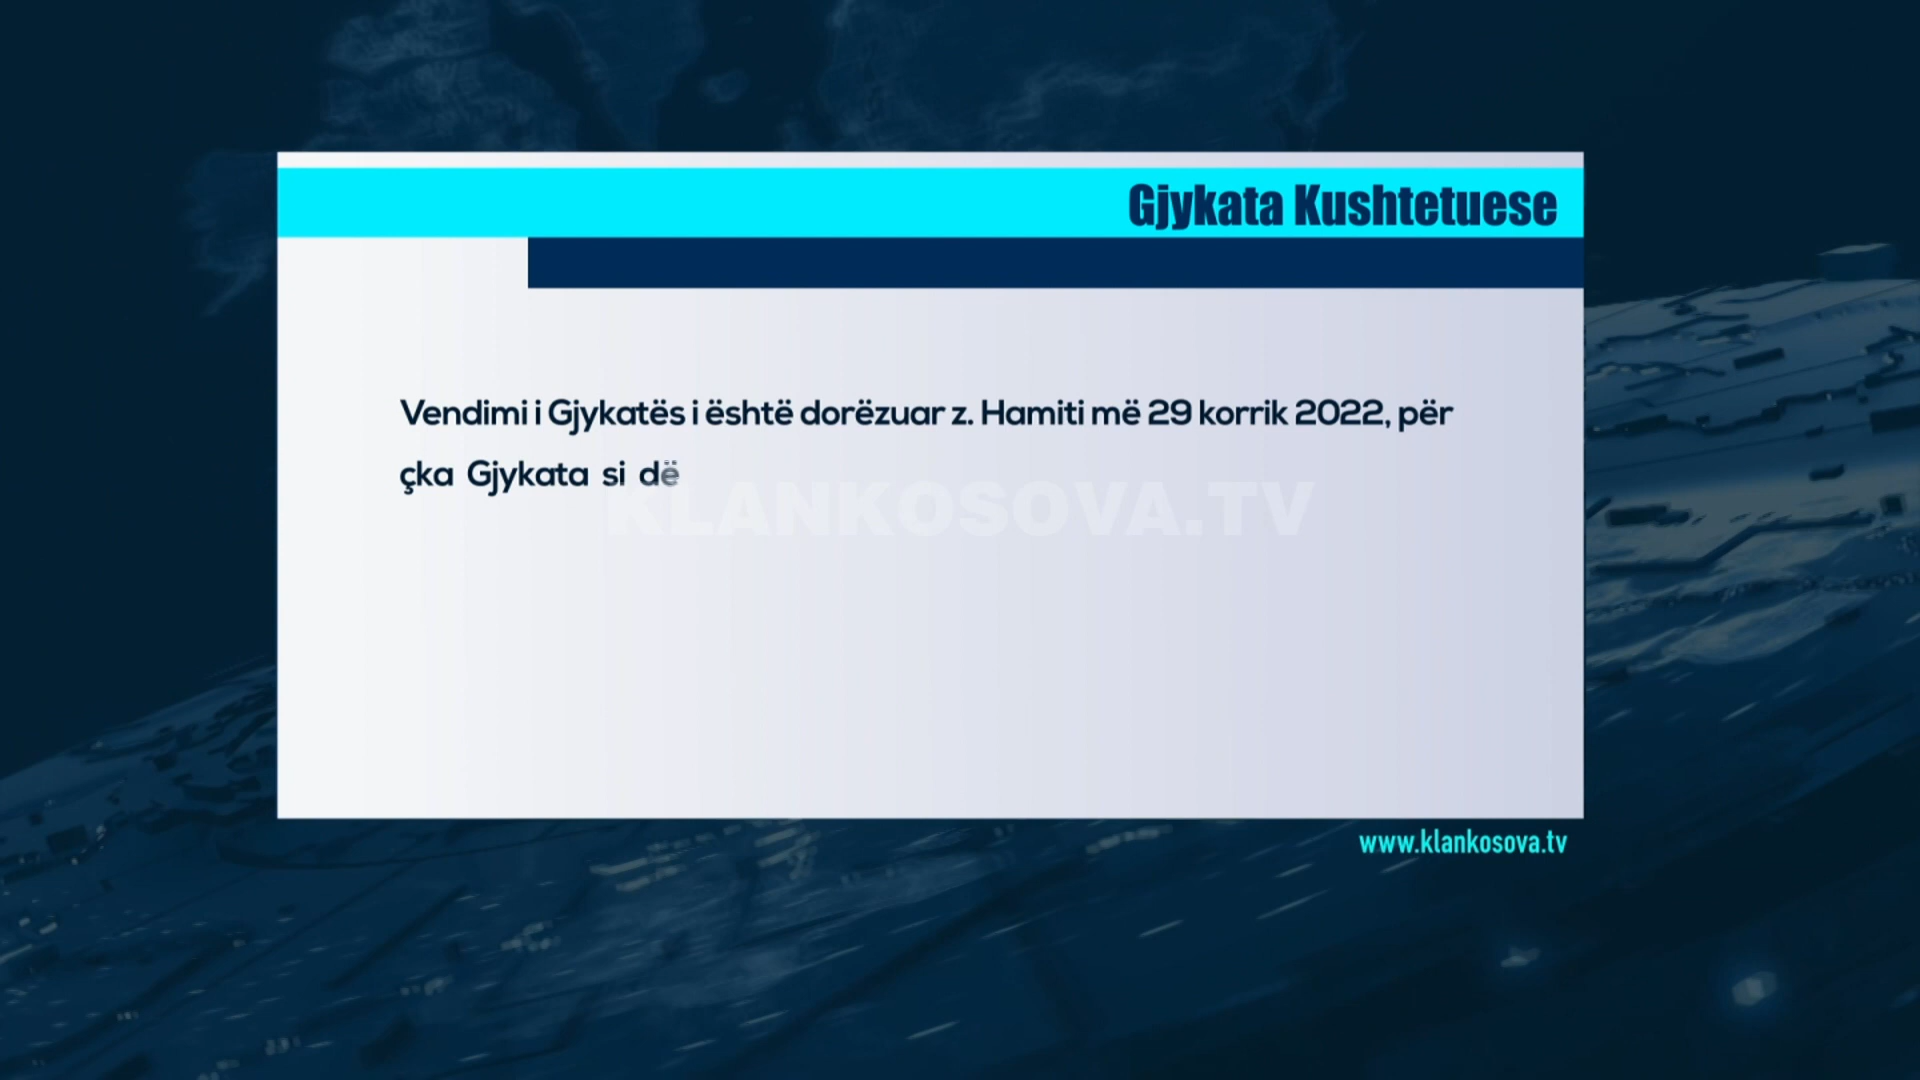 Gjykata Kushtetuese
Vendimi i Gjykatës i është dorëzuar z. Hamiti më 29 korrik 2022, për
çka Gjykata si dë
KLANKOSOVA.TV
www.klankosova.tv